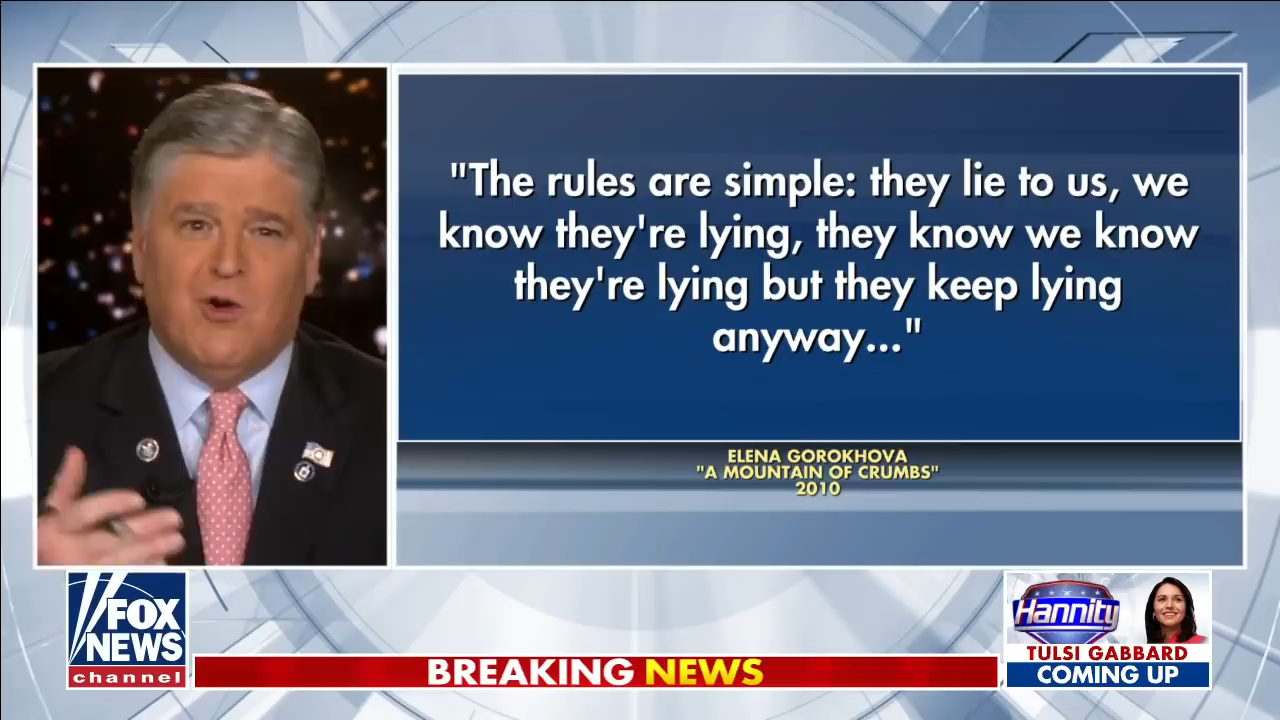 "The rules are simple: they lie to us, we
know they're lying, they know we know
they're lying but they keep lying
anyway..."
ELENA GOROKHOVA
"A MOUNTAIN OF CRUMBS"
2010
FOX
NEWS
channel
BREAKING NEWS
Hannity
TULSI GABBARD
COMING UP